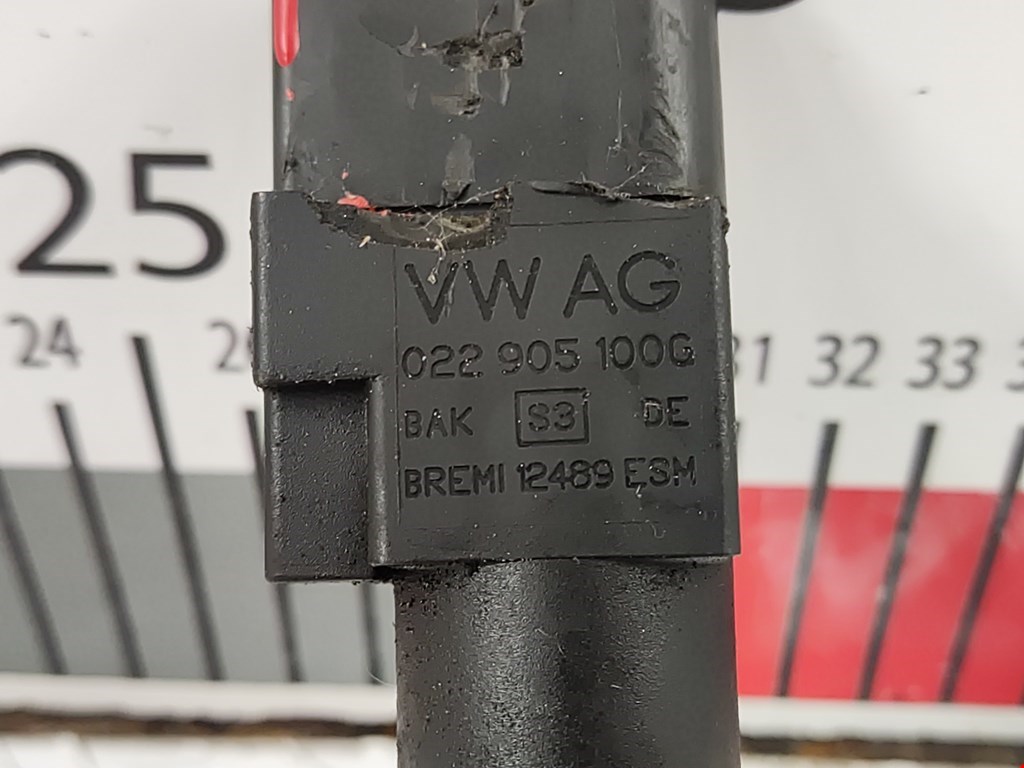 25
VW AG
022 905 100G
BAK S3 DE
BREMI 12489 ESM
24
31 32 33